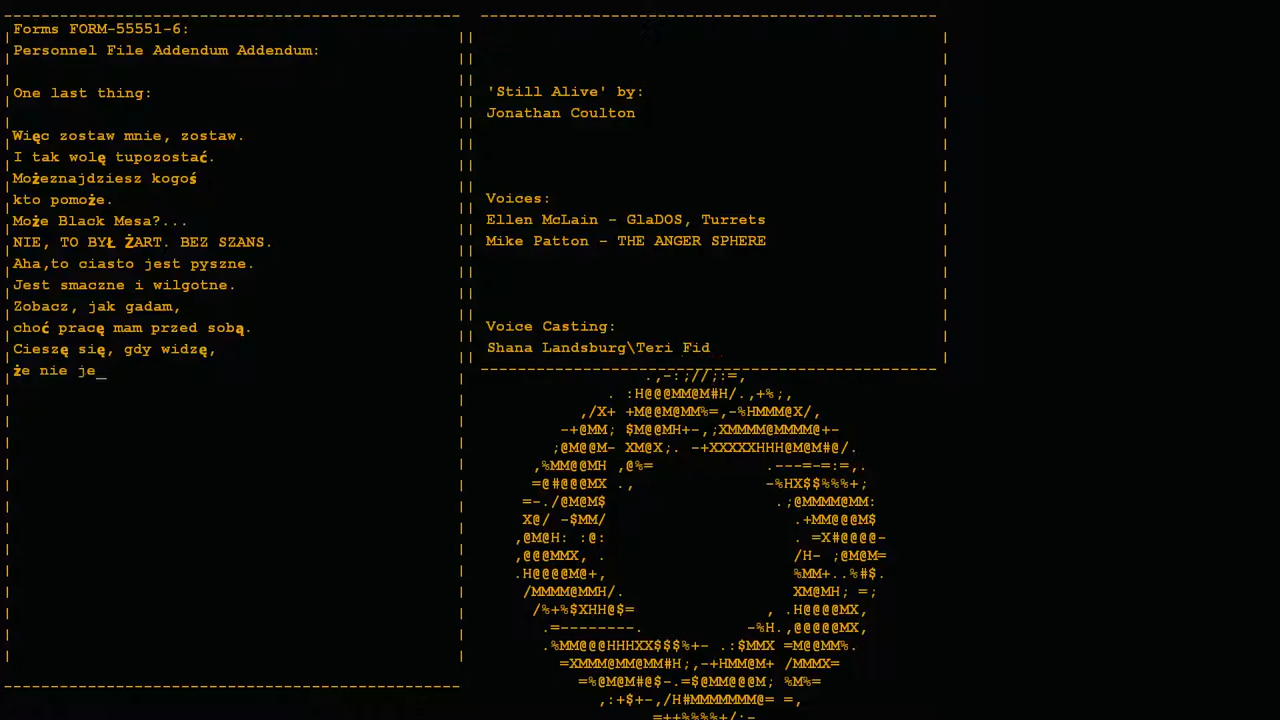 Forms FORM-55551-6:
Personnel File Addendum Addendum:
One last thing:
Więc zostaw mnie, zostaw.
I tak wolę tupozostać.
Możeznajdziesz kogoś
kto pomoże.
Może Black Mesa?...
NIE, TO BYŁ ŻART. BEZ SZANS.
Aha,to ciasto jest pyszne.
Jest smaczne i wilgotne.
Zobacz, jak gadam,
choć pracę mam przed sobą.
Cieszę się, gdy widzę,
że nie je_
'Still Alive' by:
Jonathan Coulton
Voices:
Ellen McLain - GlaDOS, Turrets
Mike Patton - THE ANGER SPHERE
Voice Casting:
Shana Landsburg\Teri Fid